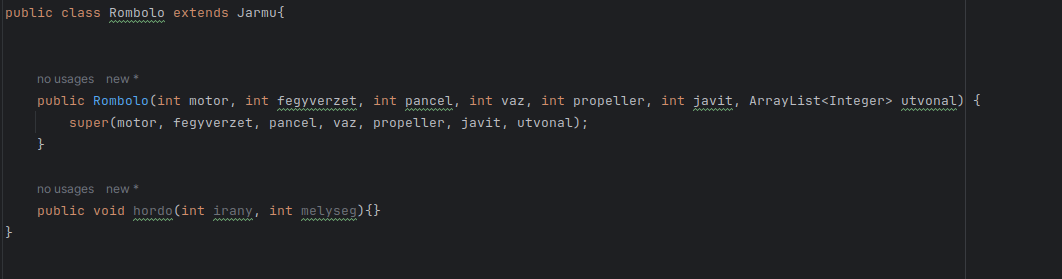 public class Rombolo extends Jarmu{
no usages new *
public Rombolo(int motor, int fegyverzet, int pancel, int vaz, int propeller, int javit, ArrayList<Integer> utvonal) {
super(motor, fegyverzet, pancel, vaz, propeller, javit, utvonal);
}
no usages new *
public void hordo(int irany, int melyseg){}
}